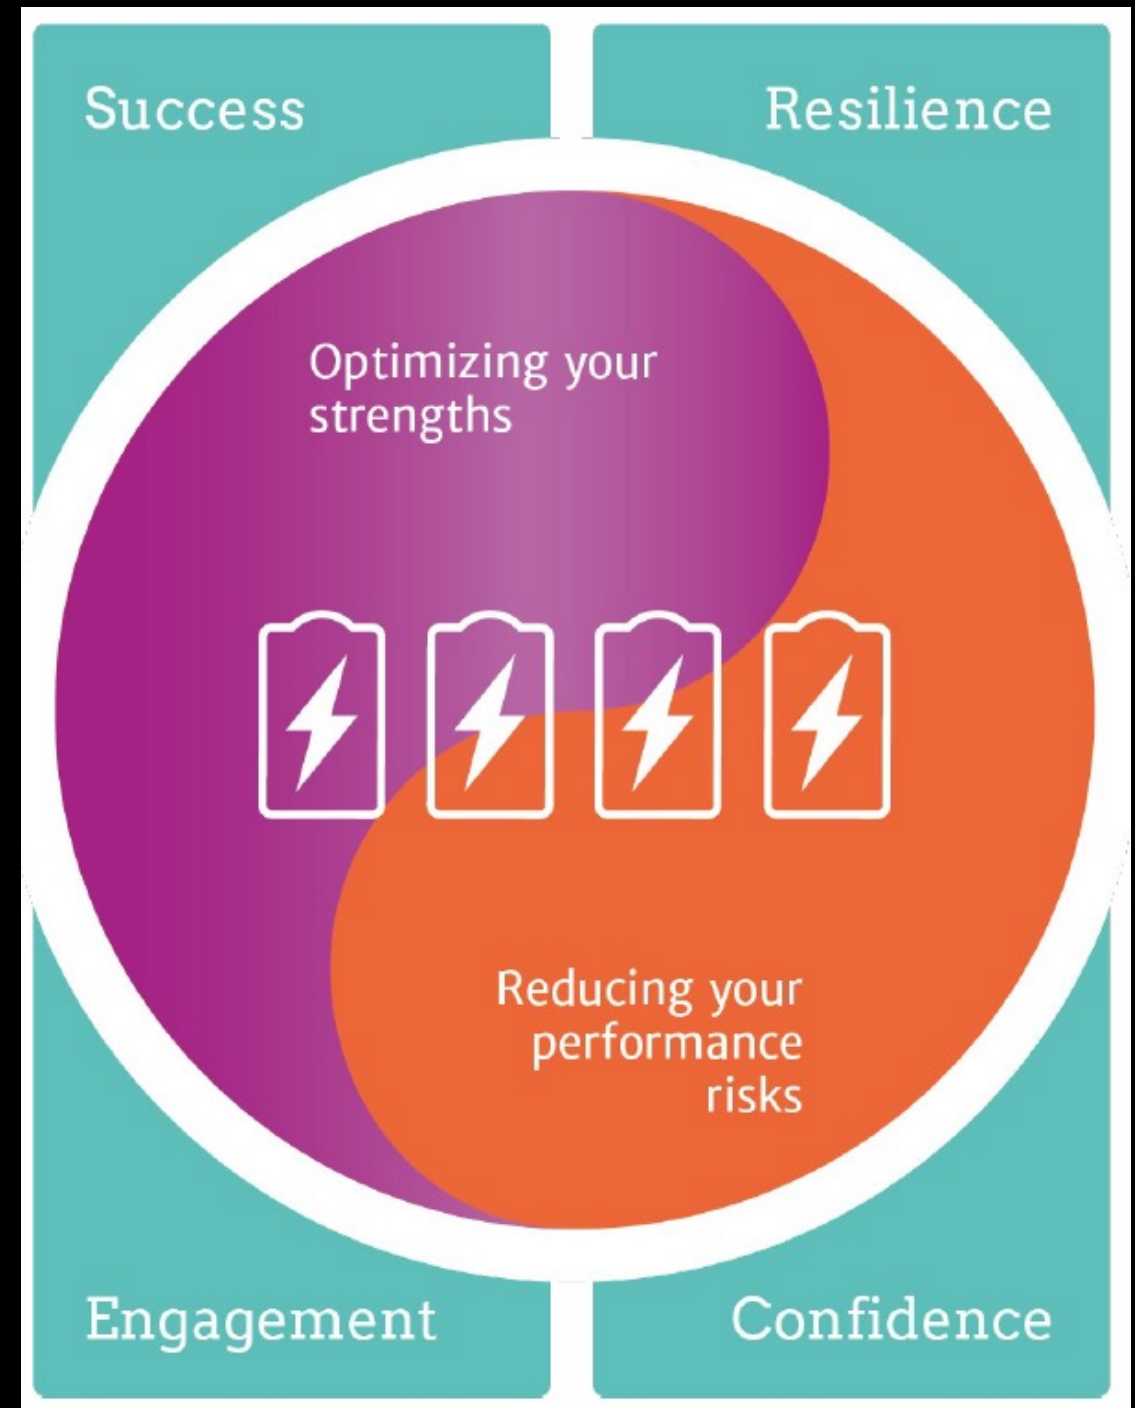 Success
Resilience
Optimizing your
strengths
Reducing your
performance
risks
Engagement
Confidence